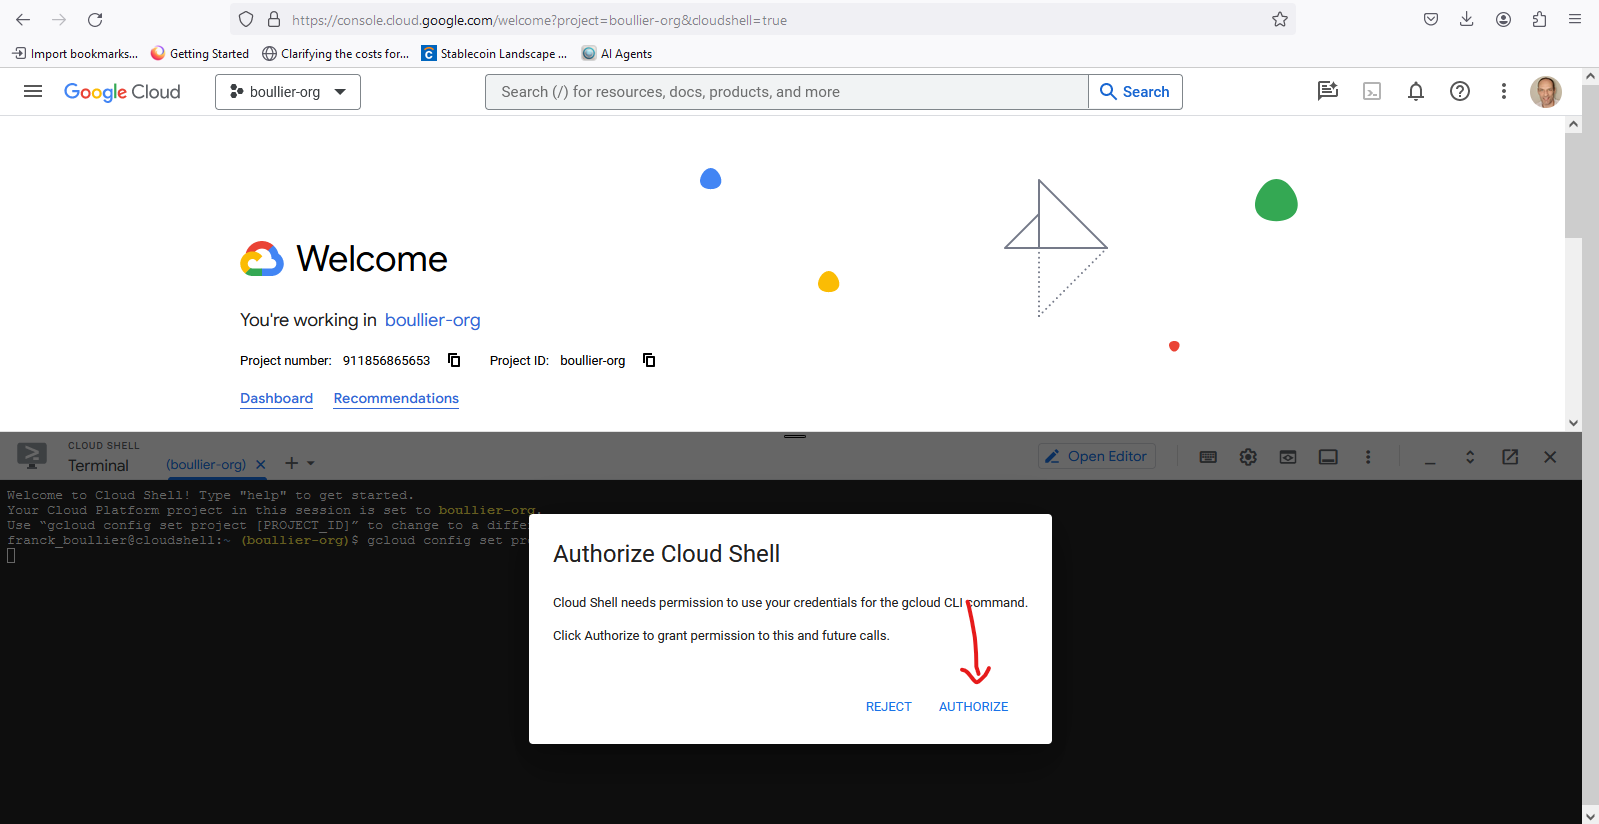 https://console.cloud.google.com/welcome?project=boullier-org&cloudshell=true
Import bookmarks... Getting Started Clarifying the costs for... Stablecoin Landscape ... AI Agents
Google Cloud boullier-org Search (/) for resources, docs, products, and more Search
Welcome
You're working in boullier-org
Project number: 911856865653 Project ID: boullier-org
Dashboard Recommendations
CLOUD SHELL
Terminal (boullier-org) Open Editor
Welcome to Cloud Shell! Type "help" to get started.
Your Cloud Platform project in this session is set to boullier-org.
Use “gcloud config set project [PROJECT_ID]” to change to a diffe
franck_boullier@cloudshell:~ (boullier-org)$ gcloud config set pr
Authorize Cloud Shell
Cloud Shell needs permission to use your credentials for the gcloud CLI command.
Click Authorize to grant permission to this and future calls.
REJECT AUTHORIZE